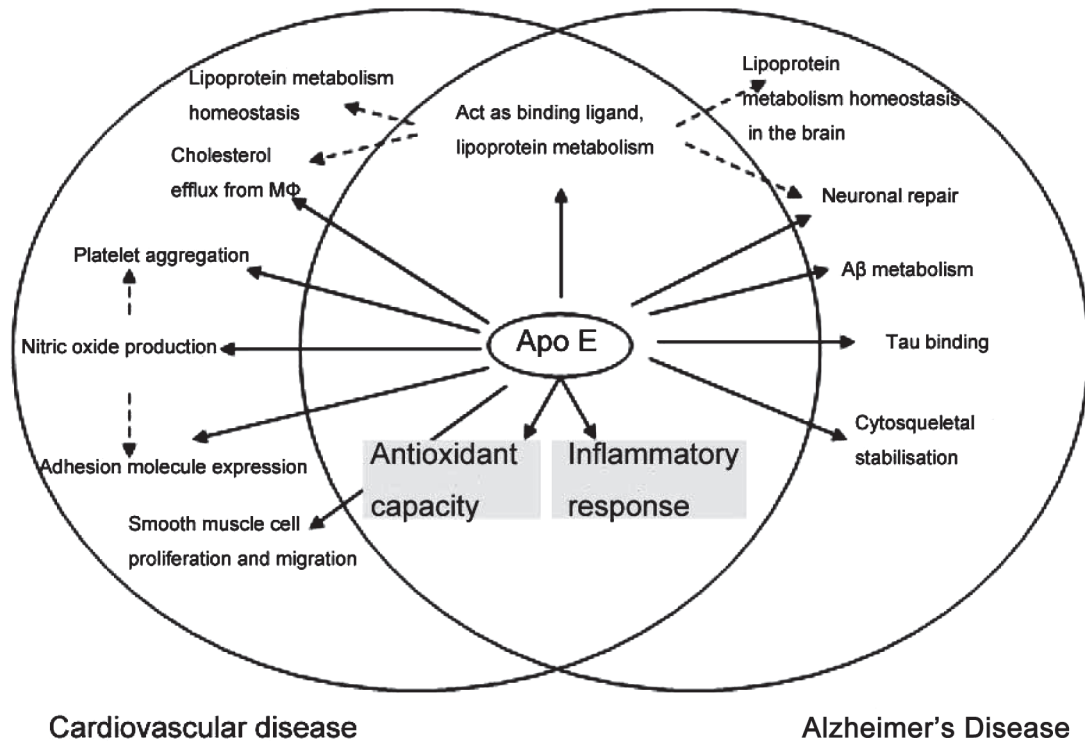 Lipoprotein metabolism
homeostasis
Cholesterol
efflux from MΦ
Platelet aggregation
Nitric oxide production
Adhesion molecule expression
Smooth muscle cell
proliferation and migration
Act as binding ligand,
lipoprotein metabolism
Apo E
Antioxidant
capacity
Inflammatory
response
Lipoprotein
metabolism homeostasis
in the brain
Neuronal repair
Aβ metabolism
Tau binding
Cytosqueletal
stabilisation
Cardiovascular disease
Alzheimer's Disease